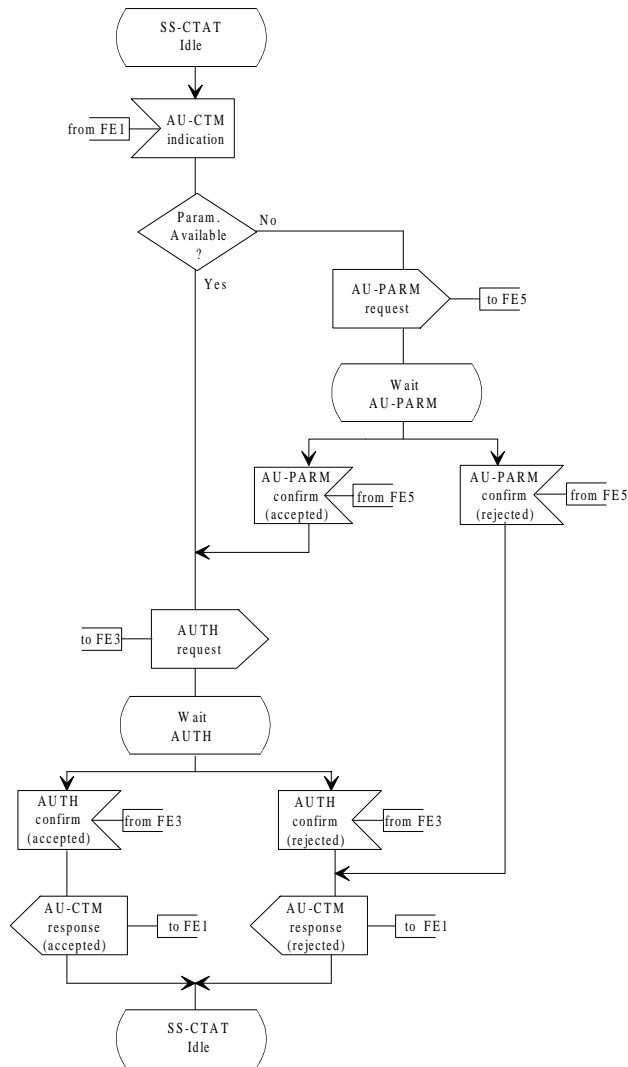 SS-CTAT
Idle
from FE1
AU-CTM
indication
Param.
Available
?
No
Yes
AU-PARM
request
to FE5
Wait
AU-PARM
AU-PARM
confirm
(accepted)
from FE5
AU-PARM
confirm
(rejected)
from FE5
to FE3
AUTH
request
Wait
AUTH
AUTH
confirm
(accepted)
from FE3
AUTH
confirm
(rejected)
from FE3
AU-CTM
response
(accepted)
to FE1
AU-CTM
response
(rejected)
to FE1
SS-CTAT
Idle